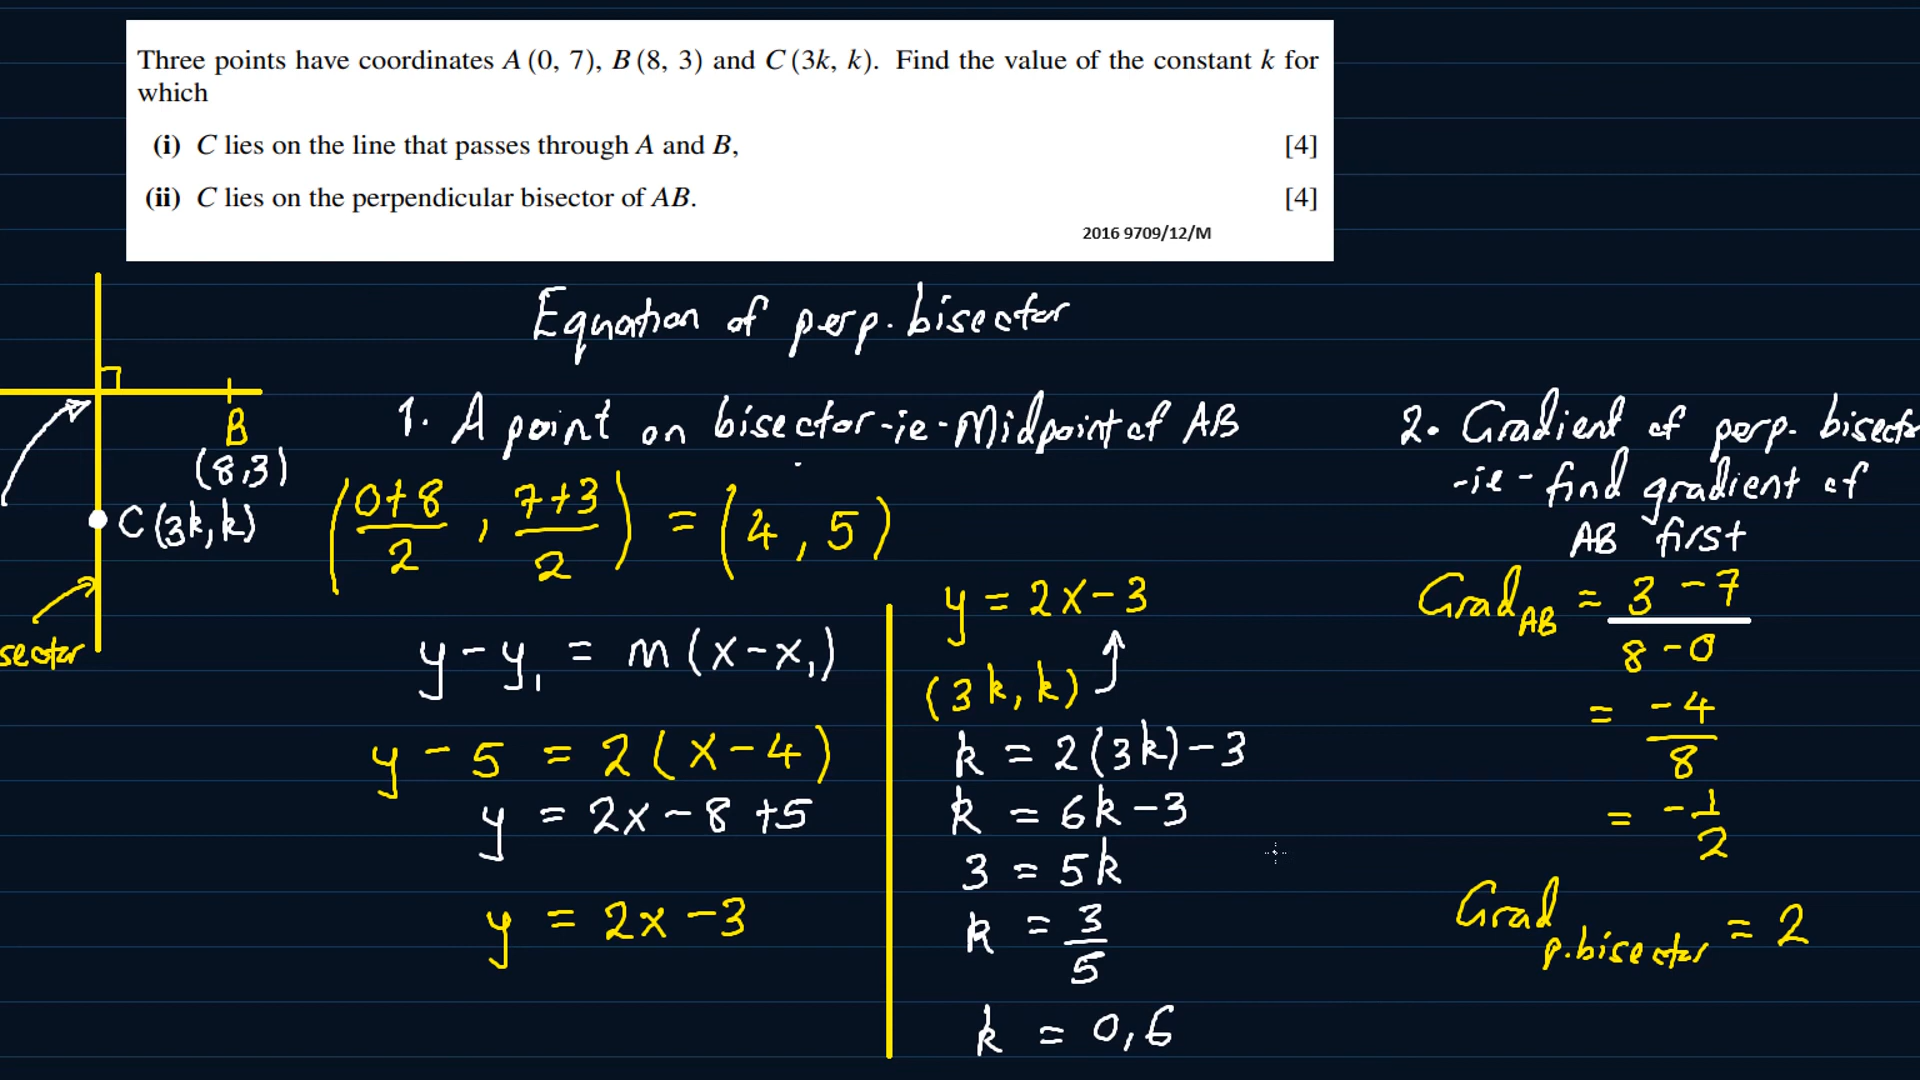 Three points have coordinates A (0, 7), B (8, 3) and C (3k, k). Find the value of the constant k for
which
(i) C lies on the line that passes through A and B, [4]
(ii) C lies on the perpendicular bisector of AB. [4]
2016 9709/12/M
Equation of perp. bisector
1. A point on bisector -ie- Midpoint of AB
B
(8,3)
C(3k, k)
sector
(0+8/2 , 7+3/2) = (4, 5)
y - y₁ = m(x - x₁)
y - 5 = 2(x - 4)
y = 2x - 8 + 5
y = 2x - 3
y = 2x - 3
(3k, k)
k = 2(3k) - 3
k = 6k - 3
3 = 5k
k = 3/5
k = 0,6
2. Gradient of perp. bisector
-ie- find gradient of
AB first
Grad AB = 3 - 7 / 8 - 0
= -4/8
= -1/2
Grad p.bisector = 2